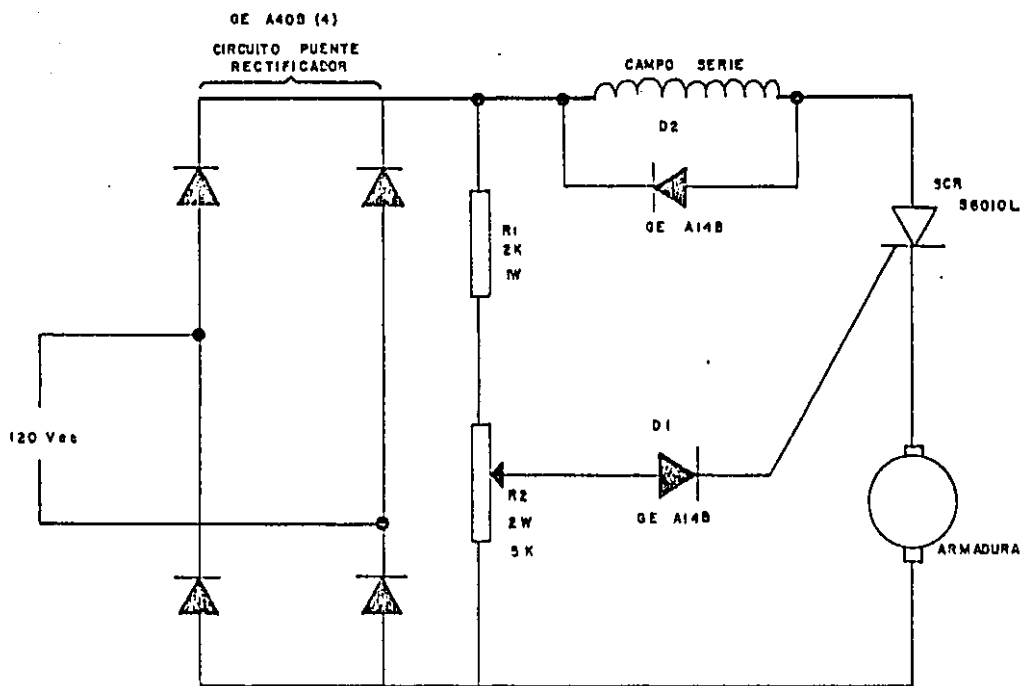 GE A40B (4)
CIRCUITO PUENTE
RECTIFICADOR
CAMPO SERIE
D2
GE A14B
SCR
S6010L
R1
2K
1W
120 Vac
D1
GE A14B
R2
2W
5K
ARMADURA